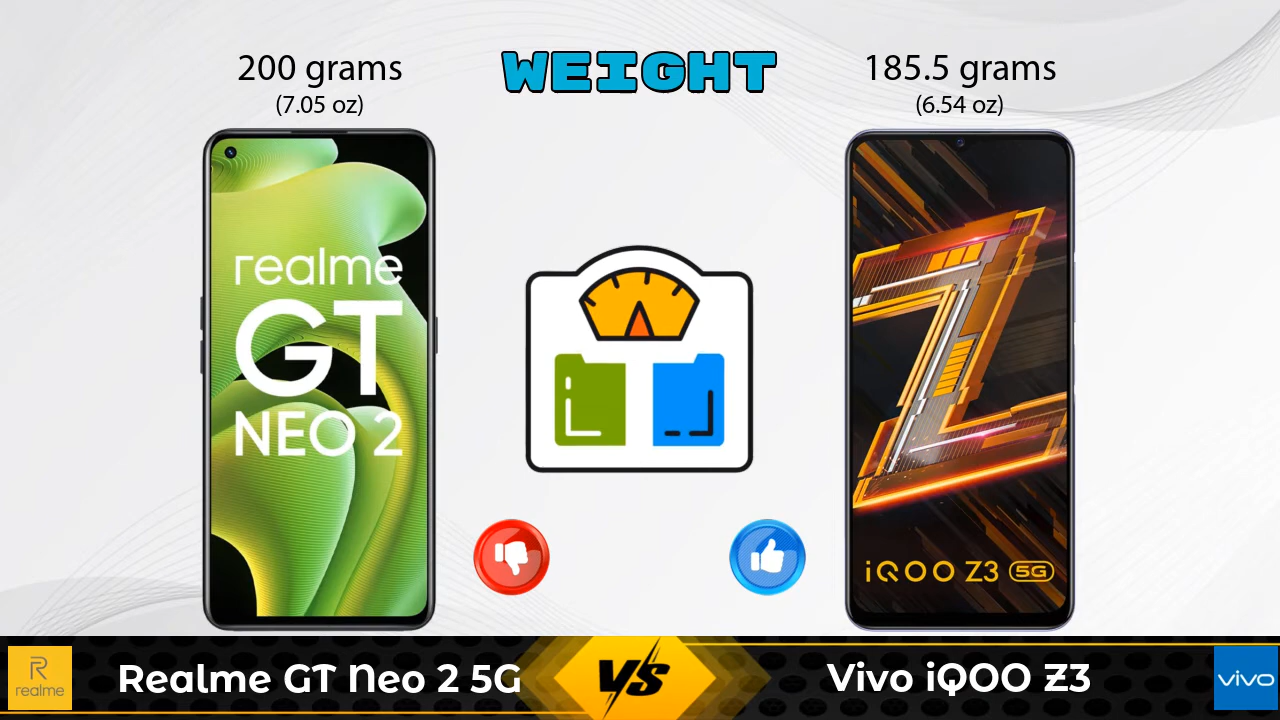 WEIGHT
200 grams
(7.05 oz)
185.5 grams
(6.54 oz)
realme
GT
NEO 2
iQOO Z3 5G
R
realme
Realme GT Neo 2 5G
VS
Vivo iQOO Z3
vivo